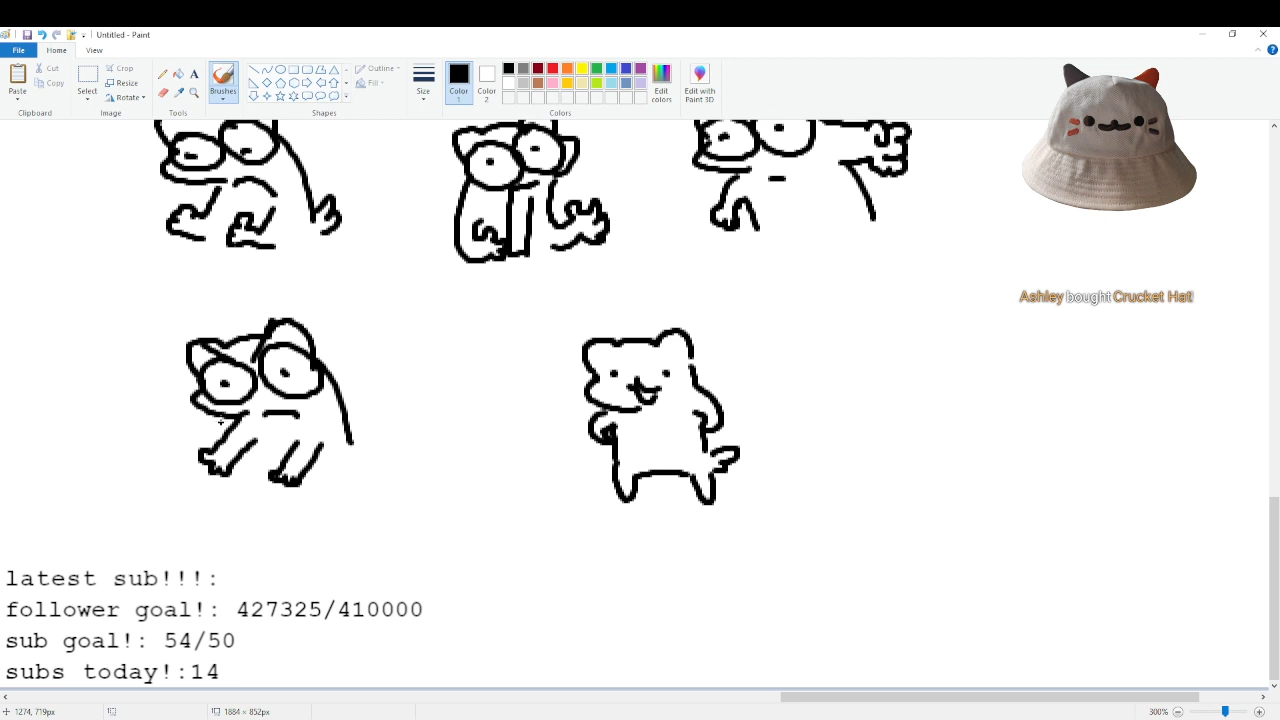 Untitled - Paint
File
Home
View
Paste
Cut
Copy
Clipboard
Select
Crop
Resize
Rotate
Image
A
Tools
Brushes
Shapes
Outline
Fill
Size
Color 1
Color 2
Edit colors
Edit with Paint 3D
Colors
Ashley bought Crucket Hat!
latest sub!!!:
follower goal!: 427325/410000
sub goal!: 54/50
subs today!:14
1274, 719px
1884 × 852px
300%